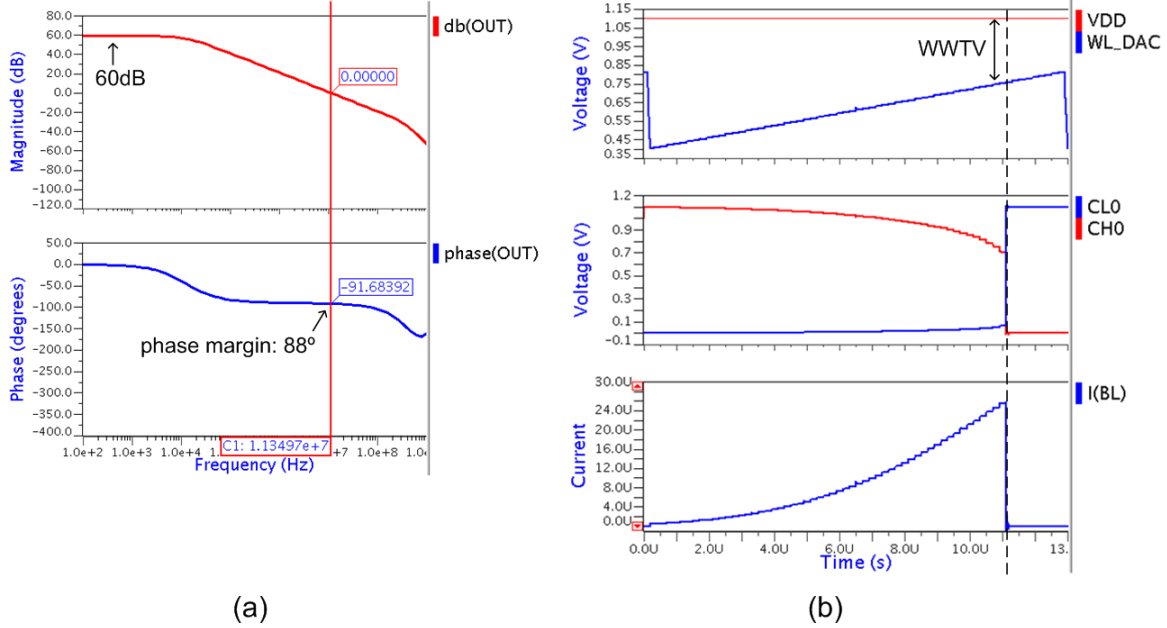 80.0
60.0
40.0
20.0
0.0
-20.0
-40.0
-60.0
-80.0
-100.0
-120.0
Magnitude (dB)
60dB
0.00000
db(OUT)
50.0
0.0
-50.0
-100.0
-150.0
-200.0
-250.0
-300.0
-350.0
-400.0
Phase (degrees)
-91.68392
phase margin: 88º
phase(OUT)
C1: 1.13497e+7
1.0e+2 1.0e+3 1.0e+4 +7 1.0e+8
Frequency (Hz)
(a)
1.15
1.05
0.95
0.85
0.75
0.65
0.55
0.45
0.35
Voltage (V)
WWTV
VDD
WL_DAC
1.2
0.9
0.7
0.3
0.1
-0.1
Voltage (V)
CL0
CH0
30.0U
24.0U
20.0U
16.0U
12.0U
8.0U
4.0U
0.0U
Current
I(BL)
0.0U 2.0U 4.0U 6.0U 8.0U 10.0U 13.
Time (s)
(b)